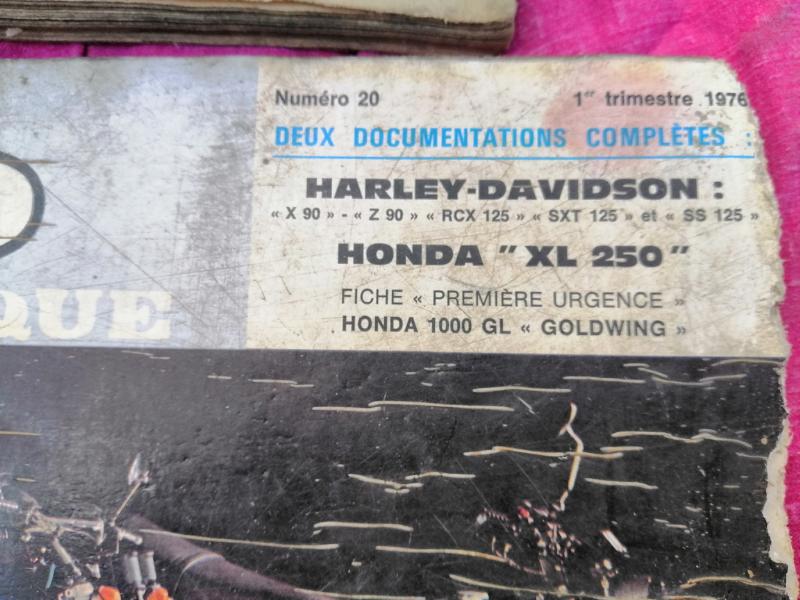 Numéro 20 1er trimestre 1976
DEUX DOCUMENTATIONS COMPLÈTES :
HARLEY-DAVIDSON :
« X 90 » - « Z 90 » « RCX 125 » « SXT 125 » et « SS 125 »
HONDA " XL 250 "
FICHE « PREMIÈRE URGENCE »
HONDA 1000 GL « GOLDWING »
QUE